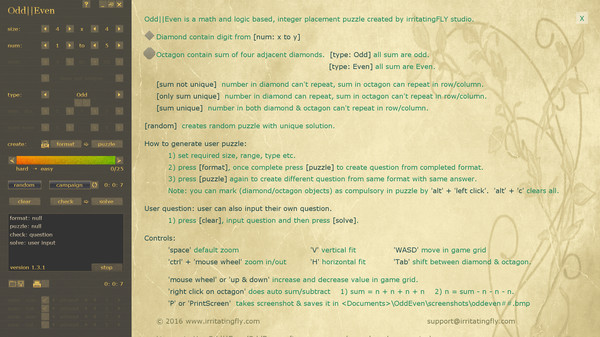 Odd||Even
? _ X
size: 4 x 4
num: 1 to 5
type: Odd
create: format = puzzle
hard → easy 0/25
random campaign 0: 0: 7
clear check = solve
format: null
puzzle: null
check: question
solve: user input
version 1.3.1 stop
0: 0: 7
X
Odd||Even is a math and logic based, integer placement puzzle created by irritatingFLY studio.
Diamond contain digit from [num: x to y]
Octagon contain sum of four adjacent diamonds. [type: Odd] all sum are odd.
[type: Even] all sum are Even.
[sum not unique] number in diamond can't repeat, sum in octagon can repeat in row/column.
[only sum unique] number in diamond can repeat, sum in octagon can't repeat in row/column.
[sum unique] number in both diamond & octagon can't repeat in row/column.
[random] creates random puzzle with unique solution.
How to generate user puzzle:
1) set required size, range, type etc.
2) press [format], once complete press [puzzle] to create question from completed format.
3) press [puzzle] again to create different question from same format with same answer.
Note: you can mark (diamond/octagon objects) as compulsory in puzzle by 'alt' + 'left click'. 'alt' + 'c' clears all.
User question: user can also input their own question.
1) press [clear], input question and then press [solve].
Controls:
'space' default zoom 'V' vertical fit 'WASD' move in game grid
'ctrl' + 'mouse wheel' zoom in/out 'H' horizontal fit 'Tab' shift between diamond & octagon.
'mouse wheel' or 'up & down' increase and decrease value in game grid.
'right click on octagon' does auto sum/subtract 1) sum = n + n + n + n 2) n = sum - n - n - n.
'P' or 'PrintScreen' takes screenshot & saves it in <Documents>\OddEven\screenshots\oddeven##.bmp
© 2016 www.irritatingfly.com support@irritatingfly.com